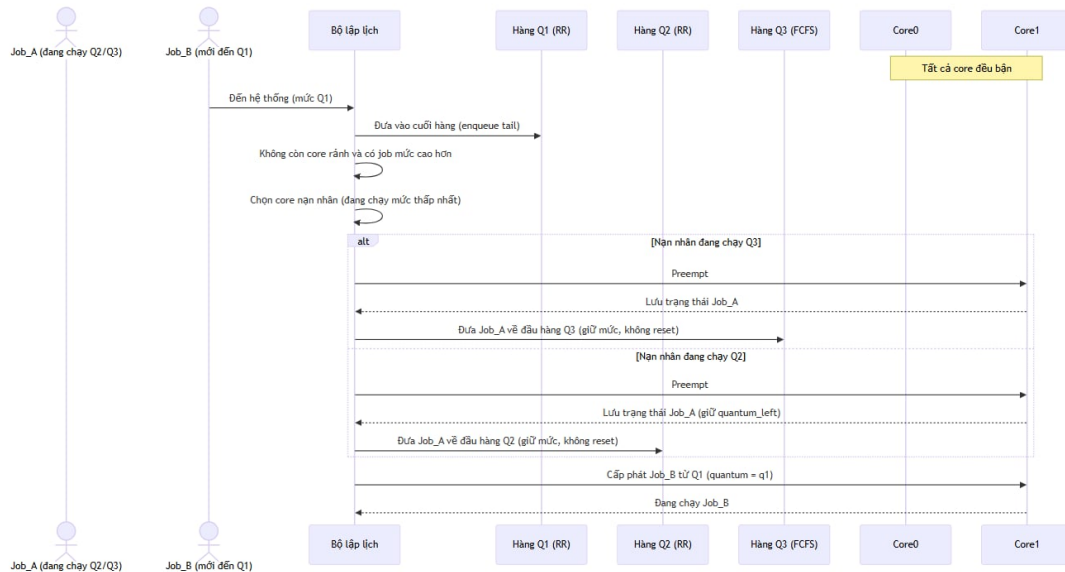 Job_A (đang chạy Q2/Q3)
Job_B (mới đến Q1)
Bộ lập lịch
Hàng Q1 (RR)
Hàng Q2 (RR)
Hàng Q3 (FCFS)
Core0
Core1
Tất cả core đều bận
Đến hệ thống (mức Q1)
Đưa vào cuối hàng (enqueue tail)
Không còn core rảnh và có job mức cao hơn
Chọn core nạn nhân (đang chạy mức thấp nhất)
alt
[Nạn nhân đang chạy Q3]
Preempt
Lưu trạng thái Job_A
Đưa Job_A về đầu hàng Q3 (giữ mức, không reset)
[Nạn nhân đang chạy Q2]
Preempt
Lưu trạng thái Job_A (giữ quantum_left)
Đưa Job_A về đầu hàng Q2 (giữ mức, không reset)
Cấp phát Job_B từ Q1 (quantum = q1)
Đang chạy Job_B
Job_A (đang chạy Q2/Q3)
Job_B (mới đến Q1)
Bộ lập lịch
Hàng Q1 (RR)
Hàng Q2 (RR)
Hàng Q3 (FCFS)
Core0
Core1